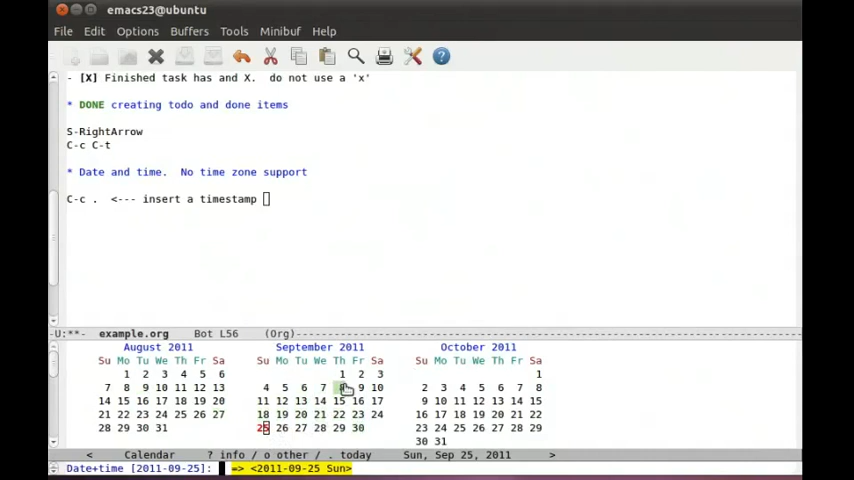 emacs23@ubuntu
File Edit Options Buffers Tools Minibuf Help
- [X] Finished task has and X.  do not use a 'x'
* DONE creating todo and done items
S-RightArrow
C-c C-t
* Date and time.  No time zone support
C-c .  <--- insert a timestamp
-U:**-  example.org    Bot L56    (Org)
August 2011 September 2011 October 2011
Su Mo Tu We Th Fr Sa Su Mo Tu We Th Fr Sa Su Mo Tu We Th Fr Sa
1 2 3 4 5 6 1 2 3 1
7 8 9 10 11 12 13 4 5 6 7 8 9 10 2 3 4 5 6 7 8
14 15 16 17 18 19 20 11 12 13 14 15 16 17 9 10 11 12 13 14 15
21 22 23 24 25 26 27 18 19 20 21 22 23 24 16 17 18 19 20 21 22
28 29 30 31 25 26 27 28 29 30 23 24 25 26 27 28 29
30 31
< Calendar ? info / o other / . today Sun, Sep 25, 2011 >
Date+time [2011-09-25]: => <2011-09-25 Sun>